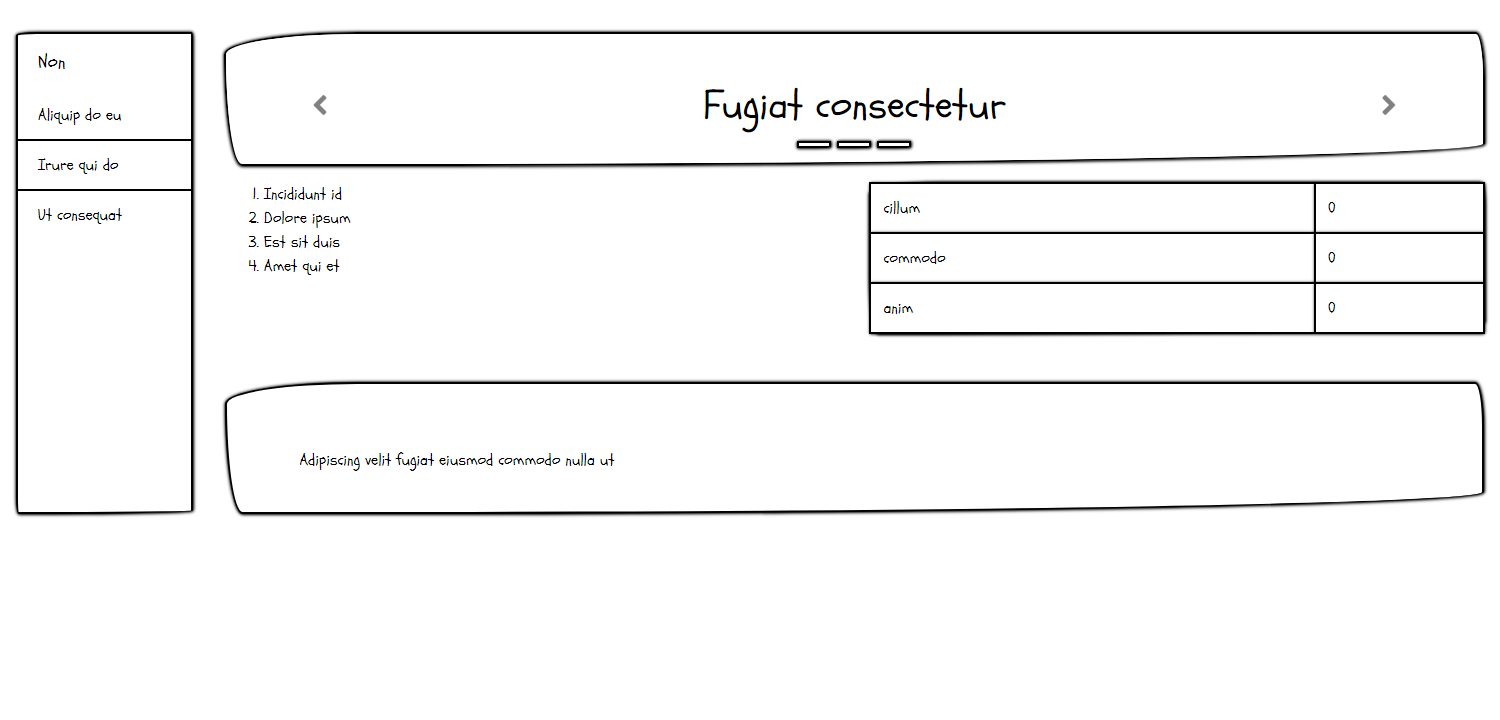 Non
Aliquip do eu
Irure qui do
Ut consequat
Fugiat consectetur
1. Incididunt id
2. Dolore ipsum
3. Est sit duis
4. Amet qui et
cillum 0
commodo 0
anim 0
Adipiscing velit fugiat eiusmod commodo nulla ut